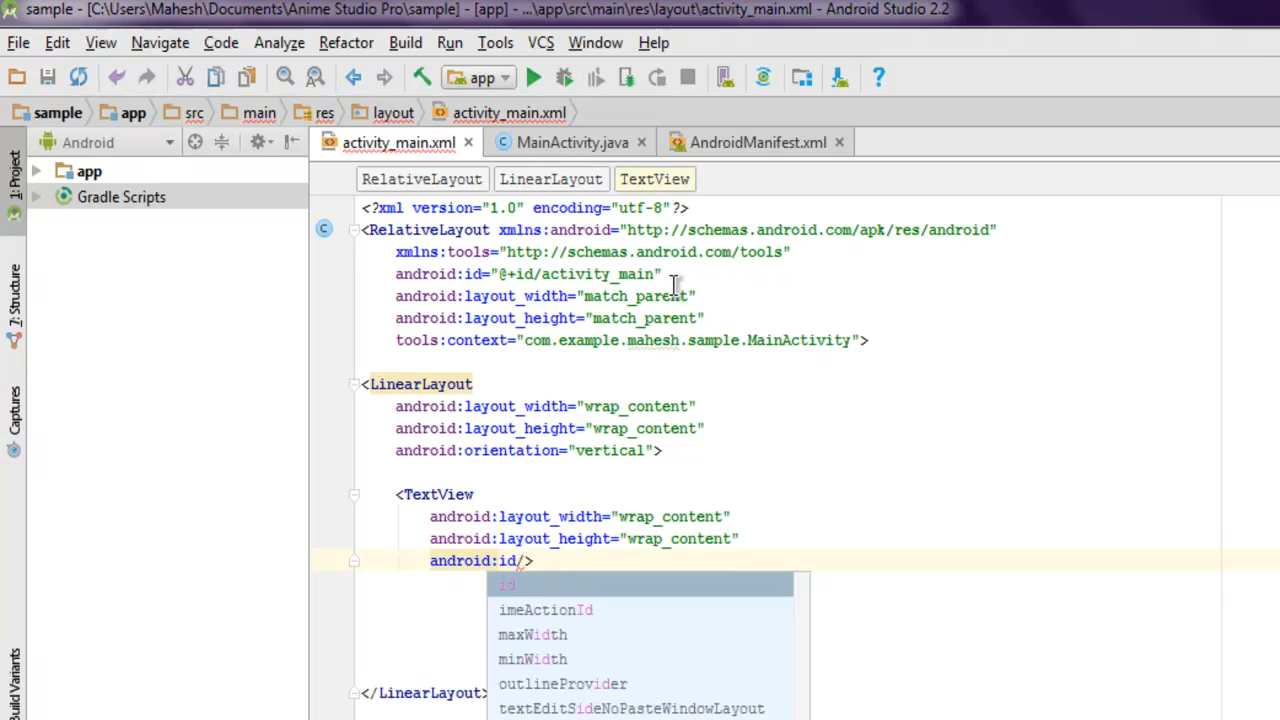 sample - [C:\Users\Mahesh\Documents\Anime Studio Pro\sample] - [app] - ...\app\src\main\res\layout\activity_main.xml - Android Studio 2.2
File Edit View Navigate Code Analyze Refactor Build Run Tools VCS Window Help
app
sample app src main res layout activity_main.xml
Android
activity_main.xml MainActivity.java AndroidManifest.xml
app
Gradle Scripts
1: Project
7: Structure
Captures
Build Variants
RelativeLayout LinearLayout TextView
<?xml version="1.0" encoding="utf-8"?>
<RelativeLayout xmlns:android="http://schemas.android.com/apk/res/android"
xmlns:tools="http://schemas.android.com/tools"
android:id="@+id/activity_main"
android:layout_width="match_parent"
android:layout_height="match_parent"
tools:context="com.example.mahesh.sample.MainActivity">
<LinearLayout
android:layout_width="wrap_content"
android:layout_height="wrap_content"
android:orientation="vertical">
<TextView
android:layout_width="wrap_content"
android:layout_height="wrap_content"
android:id/>
id
imeActionId
maxWidth
minWidth
outlineProvider
textEditSideNoPasteWindowLayout
</LinearLayout>